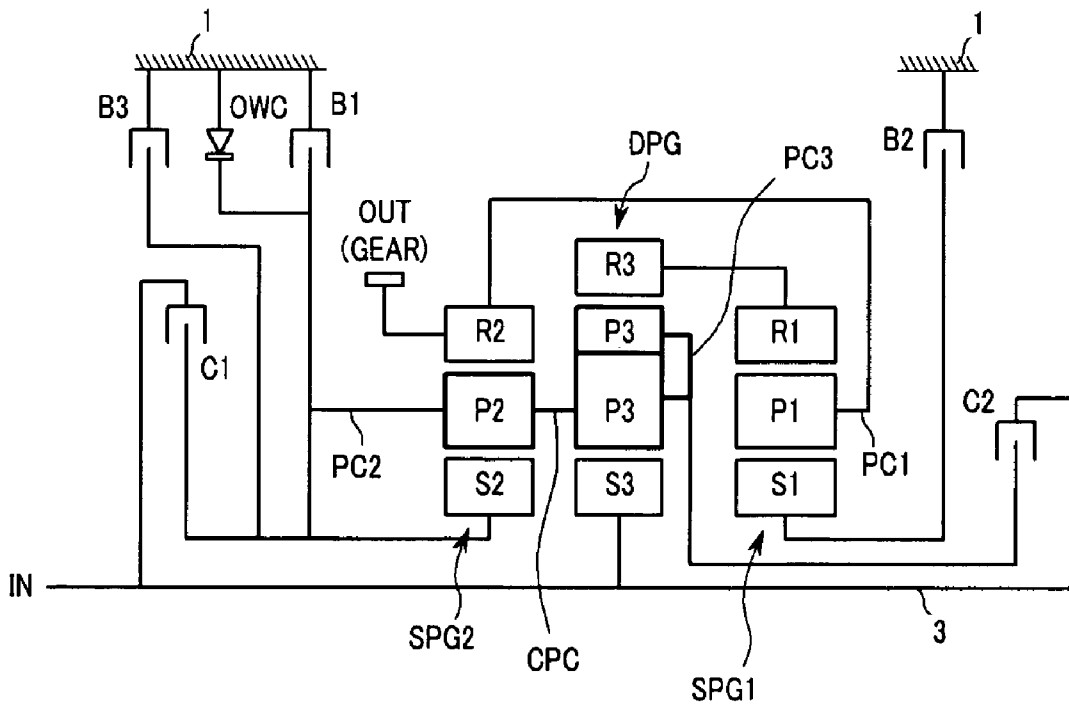 1
1
B3
OWC
B1
B2
DPG
PC3
OUT
(GEAR)
R3
R2
P3
R1
C1
P2
P3
P1
C2
PC2
PC1
S2
S3
S1
IN
3
SPG2
CPC
SPG1